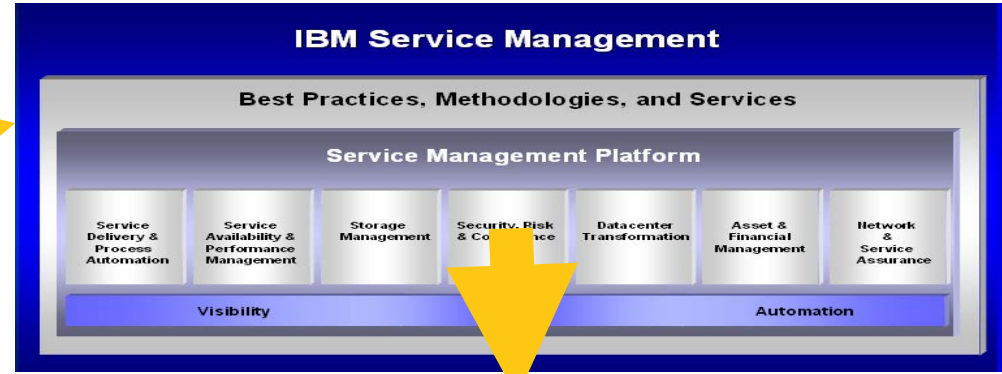 IBM Service Management
Best Practices, Methodologies, and Services
Service Management Platform
Service
Delivery &
Process
Automation
Service
Availability &
Performance
Management
Storage
Management
Security, Risk
&
Datacenter
Transformation
Asset &
Financial
Management
Network
&
Service
Assurance
Visibility
Automation